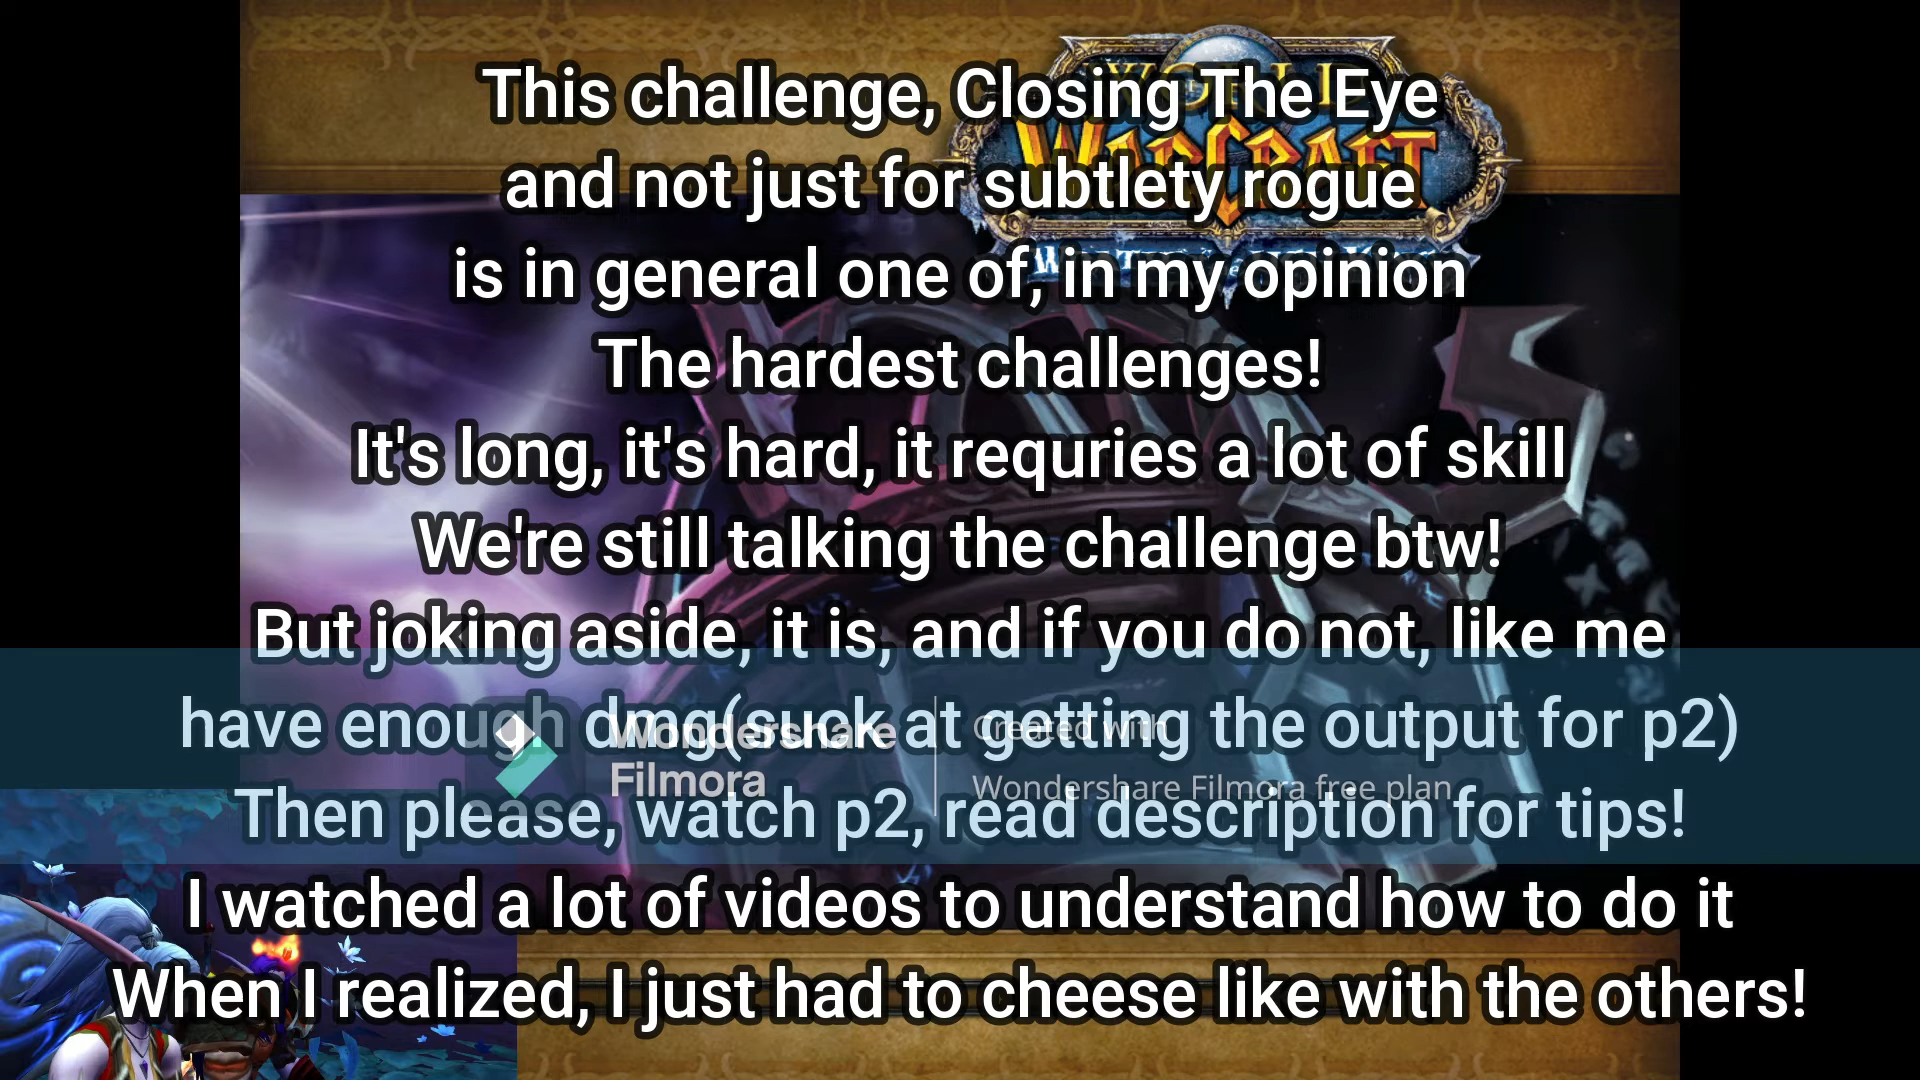 This challenge, Closing The Eye
and not just for subtlety rogue
is in general one of, in my opinion
The hardest challenges!
It's long, it's hard, it requries a lot of skill
We're still talking the challenge btw!
But joking aside, it is, and if you do not, like me
have enough dmg(suck at getting the output for p2)
Then please, watch p2, read description for tips!
I watched a lot of videos to understand how to do it
When I realized, I just had to cheese like with the others!
WARCRAFT
Wondershare
Filmora
Created with
Wondershare Filmora free plan